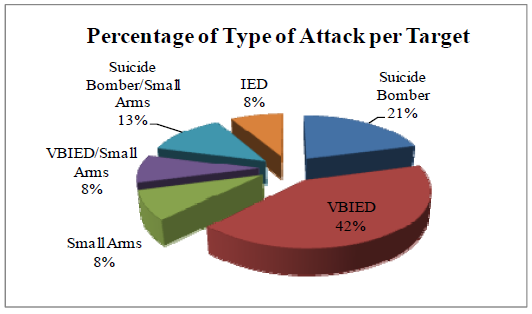 Percentage of Type of Attack per Target
Suicide
Bomber
21%
VBIED
42%
Small Arms
8%
VBIED/Small
Arms
8%
Suicide
Bomber/Small
Arms
13%
IED
8%